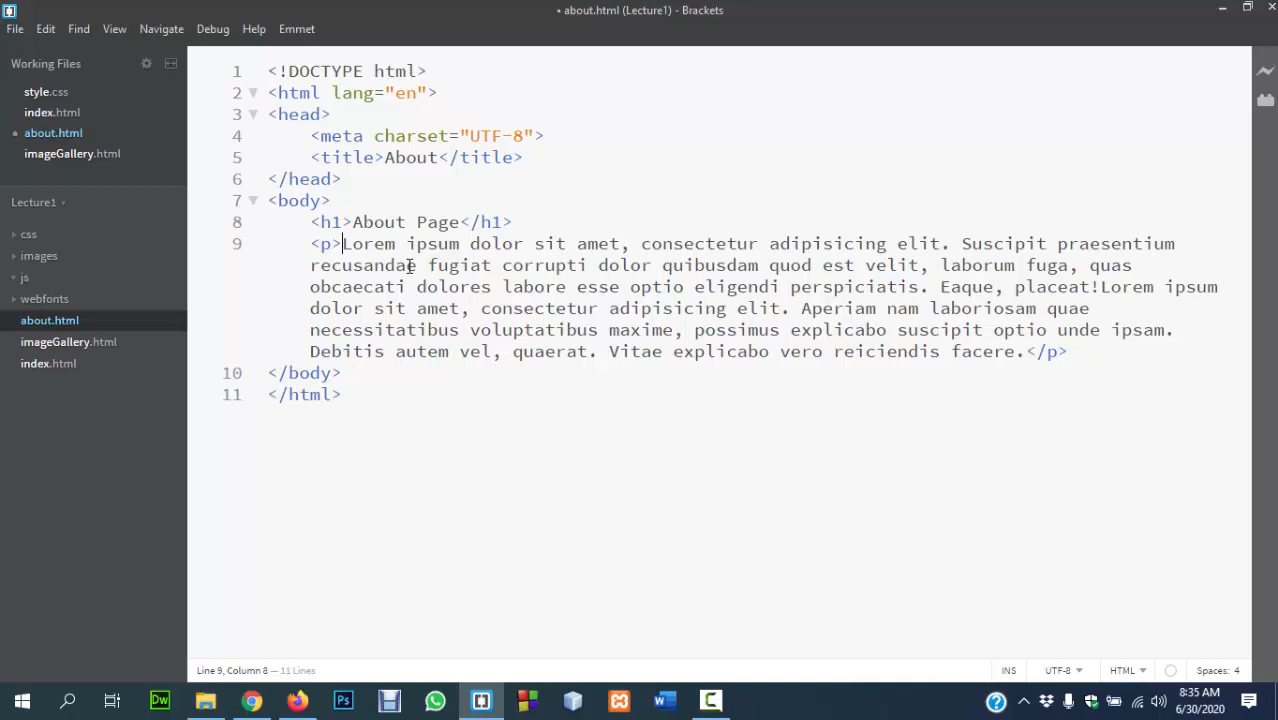 • about.html (Lecture1) - Brackets
File Edit Find View Navigate Debug Help Emmet
Working Files
style.css
index.html
about.html
imageGallery.html
Lecture1
css
images
js
webfonts
about.html
imageGallery.html
index.html
1 <!DOCTYPE html>
2 <html lang="en">
3 <head>
4 <meta charset="UTF-8">
5 <title>About</title>
6 </head>
7 <body>
8 <h1>About Page</h1>
9 <p>Lorem ipsum dolor sit amet, consectetur adipisicing elit. Suscipit praesentium
recusandae fugiat corrupti dolor quibusdam quod est velit, laborum fuga, quas
obcaecati dolores labore esse optio eligendi perspiciatis. Eaque, placeat!Lorem ipsum
dolor sit amet, consectetur adipisicing elit. Aperiam nam laboriosam quae
necessitatibus voluptatibus maxime, possimus explicabo suscipit optio unde ipsam.
Debitis autem vel, quaerat. Vitae explicabo vero reiciendis facere.</p>
10 </body>
11 </html>
Line 9, Column 8 — 11 Lines
INS UTF-8 HTML Spaces: 4
Dw Ps W C
8:35 AM
6/30/2020